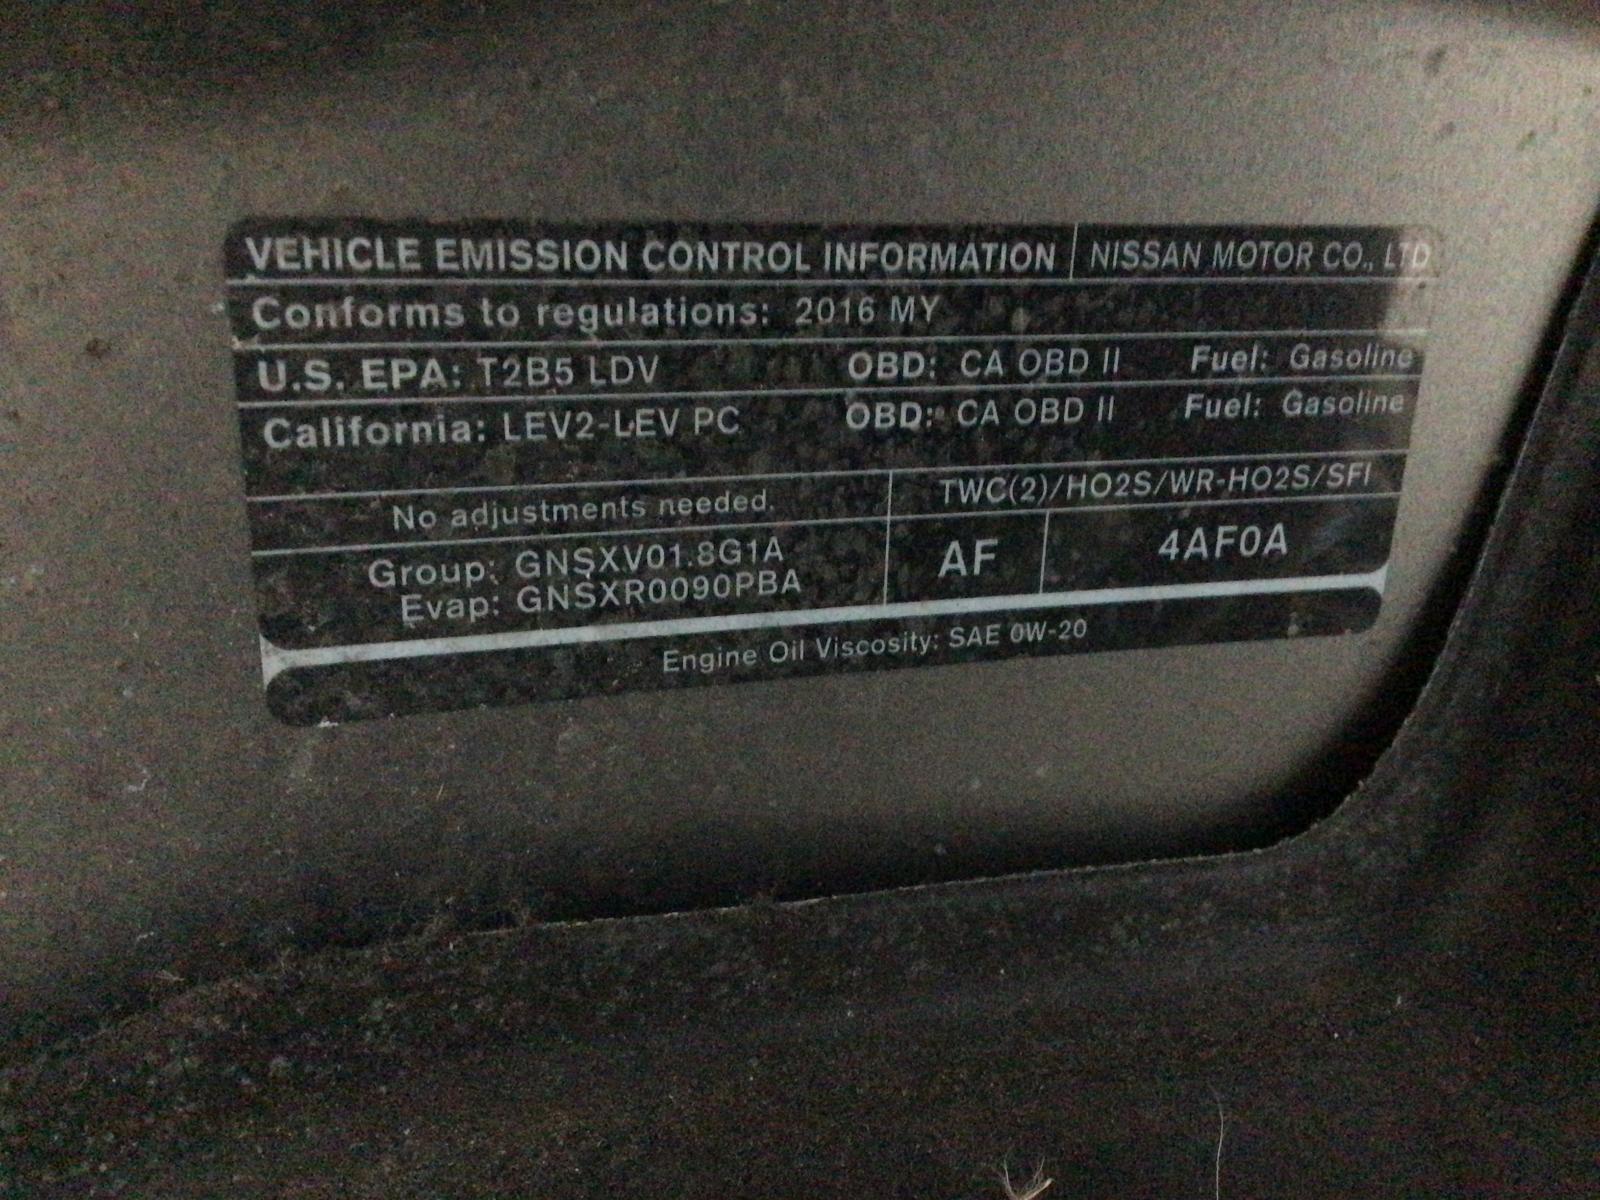 VEHICLE EMISSION CONTROL INFORMATION NISSAN MOTOR CO., LTD
Conforms to regulations: 2016 MY
U.S. EPA: T2B5 LDV OBD: CA OBD II Fuel: Gasoline
California: LEV2-LEV PC OBD: CA OBD II Fuel: Gasoline
No adjustments needed. TWC(2)/HO2S/WR-HO2S/SFI
Group: GNSXV01.8G1A AF 4AF0A
Evap: GNSXR0090PBA
Engine Oil Viscosity: SAE 0W-20